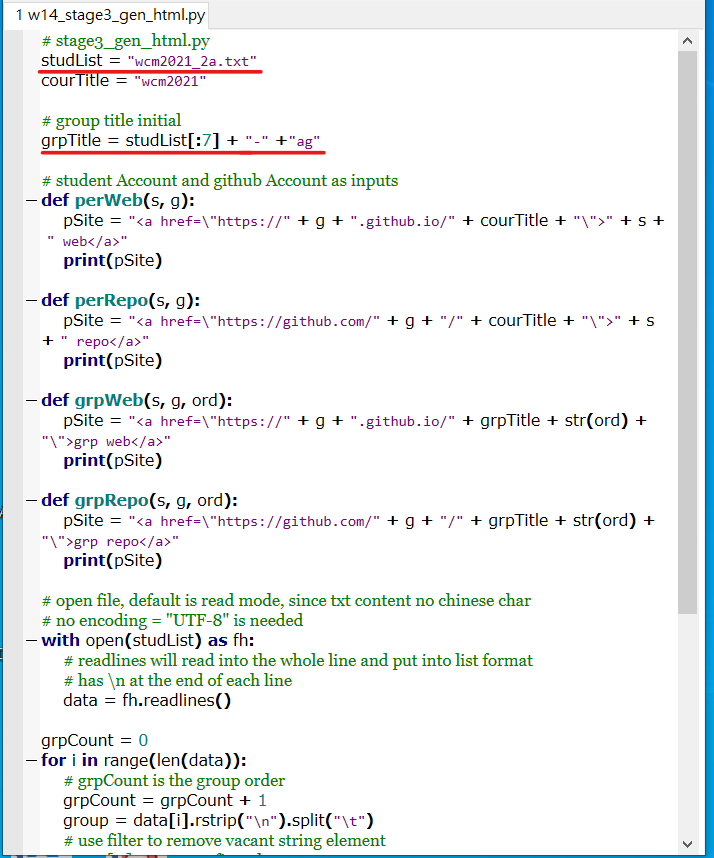 1 w14_stage3_gen_html.py
# stage3_gen_html.py
studList = "wcm2021_2a.txt"
courTitle = "wcm2021"
# group title initial
grpTitle = studList[:7] + "-" +"ag"
# student Account and github Account as inputs
def perWeb(s, g):
pSite = "<a href=\"https://" + g + ".github.io/" + courTitle + "\">" + s +
" web</a>"
print(pSite)
def perRepo(s, g):
pSite = "<a href=\"https://github.com/" + g + "/" + courTitle + "\">" + s
+ " repo</a>"
print(pSite)
def grpWeb(s, g, ord):
pSite = "<a href=\"https://" + g + ".github.io/" + grpTitle + str(ord) +
"\">grp web</a>"
print(pSite)
def grpRepo(s, g, ord):
pSite = "<a href=\"https://github.com/" + g + "/" + grpTitle + str(ord) +
"\">grp repo</a>"
print(pSite)
# open file, default is read mode, since txt content no chinese char
# no encoding = "UTF-8" is needed
with open(studList) as fh:
# readlines will read into the whole line and put into list format
# has \n at the end of each line
data = fh.readlines()
grpCount = 0
for i in range(len(data)):
# grpCount is the group order
grpCount = grpCount + 1
group = data[i].rstrip("\n").split("\t")
# use filter to remove vacant string element